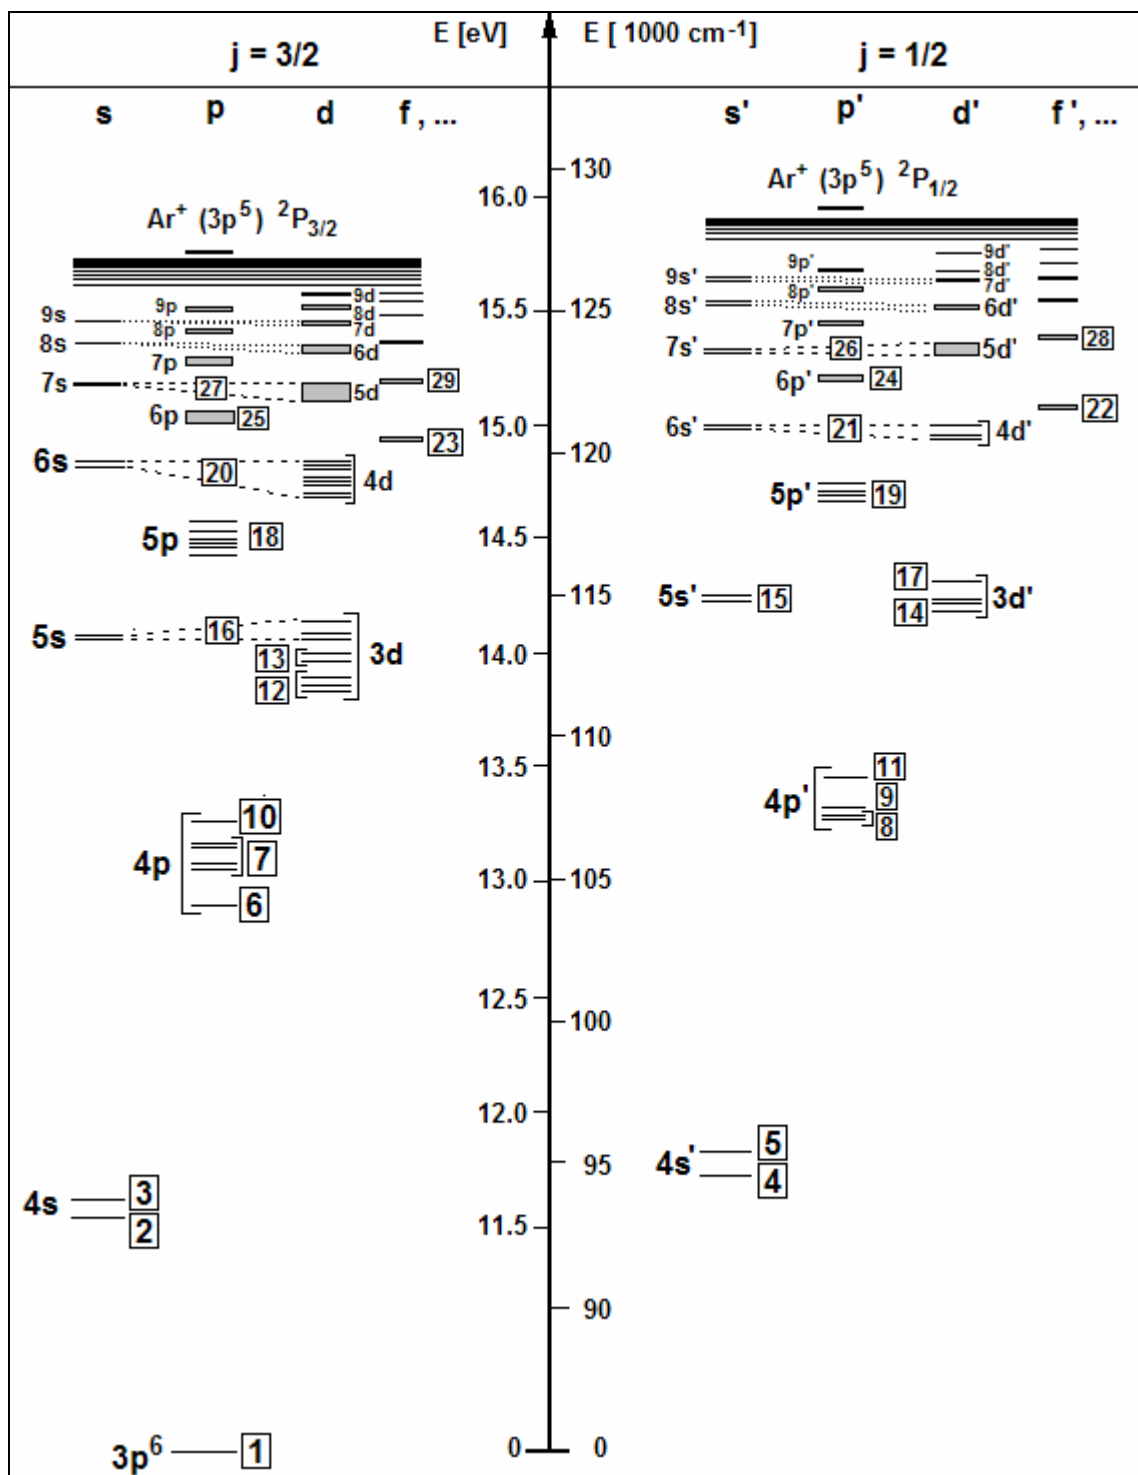 E [eV] E [ 1000 cm-1]
j = 3/2 j = 1/2
s p d f , ... s' p' d' f ', ...
130
Ar+ (3p5) 2P1/2
16.0
Ar+ (3p5) 2P3/2
9d'
9p' 8d'
9s' 7d'
9d 8p'
9p 8d 15.5 125 8s' 6d'
9s 8p 7d 7p'
8s 6d 7s' 26 5d' 28
7p
7s 27 5d 29 6p' 24
6p 25 22
23 15.0 6s' 21 4d'
6s 20 4d 120
5p' 19
5p 18 14.5
17
115 5s' 15 3d'
14
5s 16 3d
13 14.0
12
110
13.5 11
4p' 9
10 8
4p 7
13.0 105
6
12.5
100
12.0
5
4s' 4
95
3
4s 2
11.5
90
3p6 1 0 0